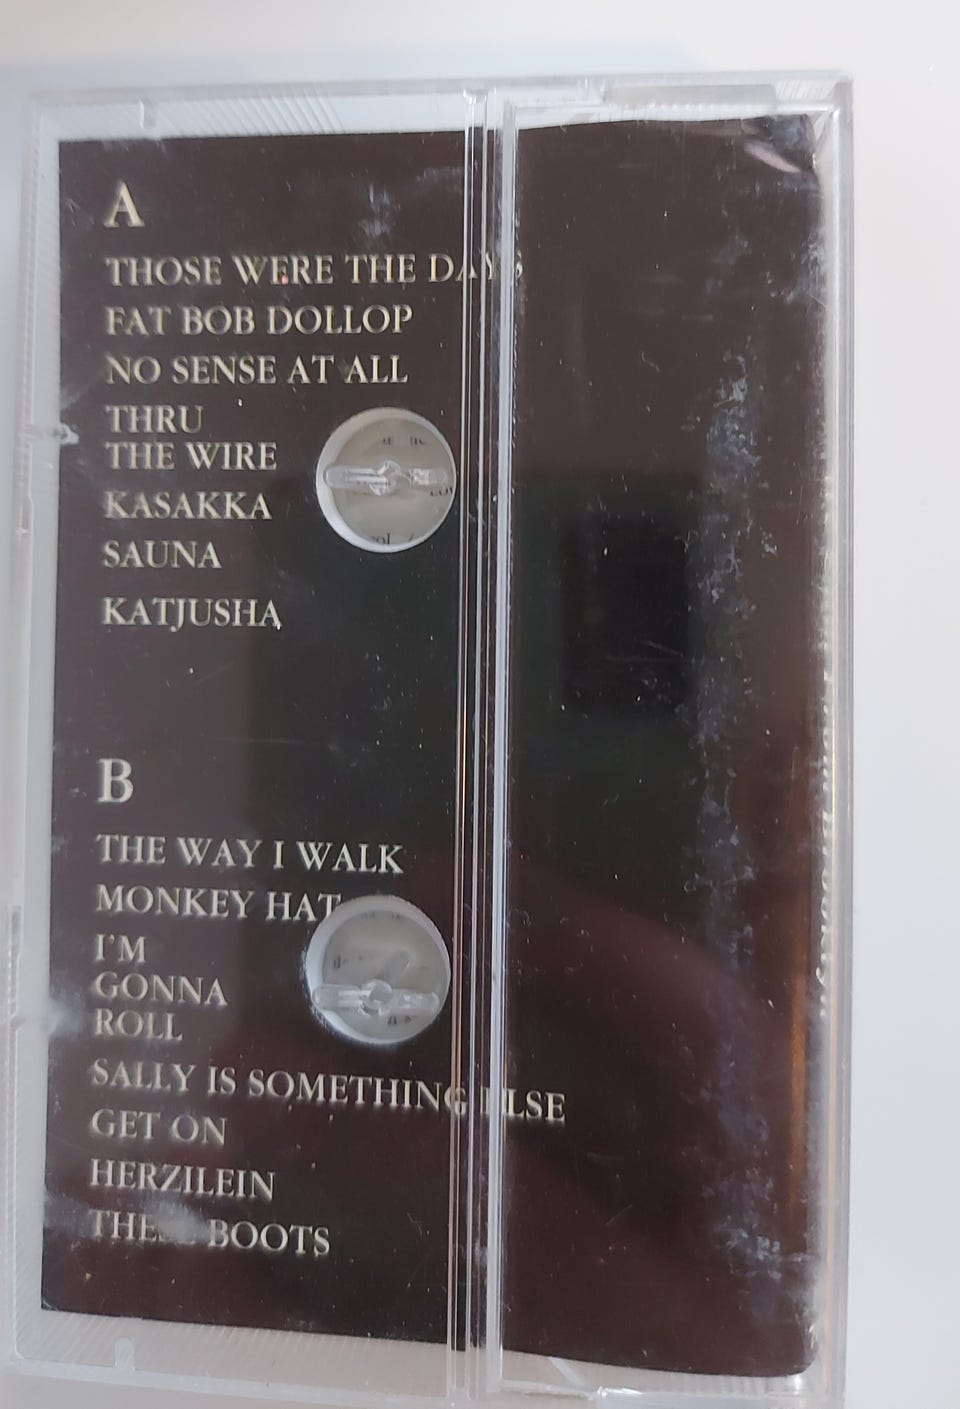 A
THOSE WERE THE DAYS
FAT BOB DOLLOP
NO SENSE AT ALL
THRU
THE WIRE
KASAKKA
SAUNA
KATJUSHA
B
THE WAY I WALK
MONKEY HAT
I'M
GONNA
ROLL
SALLY IS SOMETHING ELSE
GET ON
HERZILEIN
THESE BOOTS